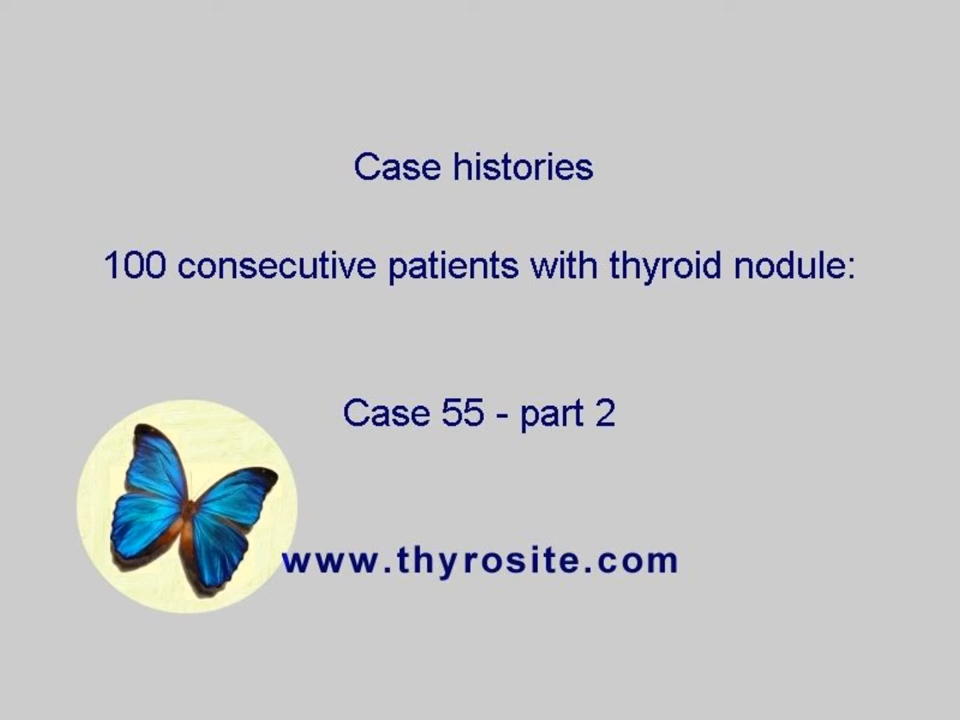 Case histories
100 consecutive patients with thyroid nodule:
Case 55 - part 2
www.thyrosite.com